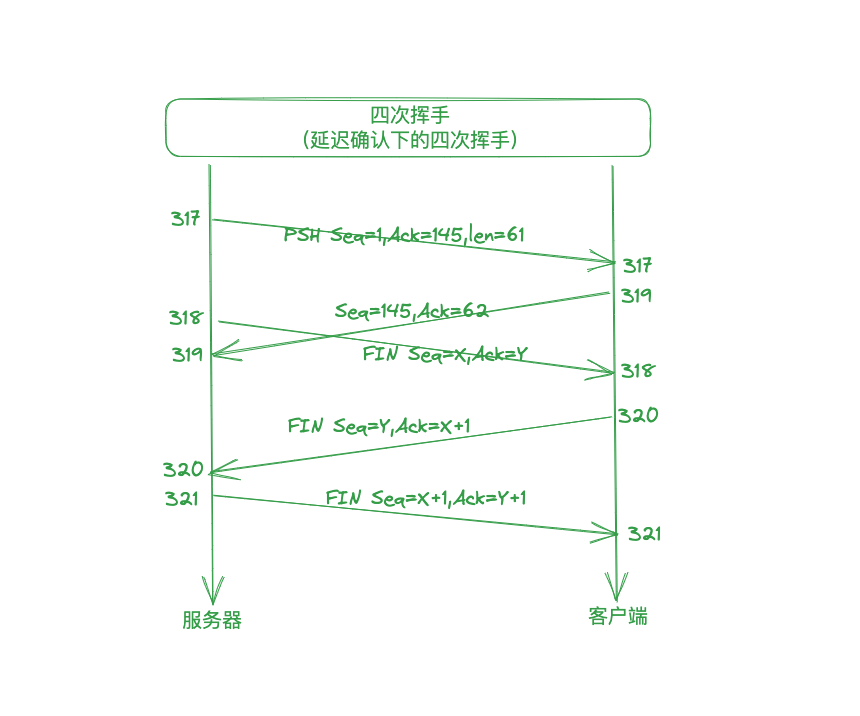 四次挥手
(延迟确认下的四次挥手)
317
PSH Seq=1,Ack=145,len=61
317
319
Seq=145,Ack=62
318
319
FIN Seq=X,Ack=Y
318
320
FIN Seq=Y,Ack=X+1
320
321
FIN Seq=X+1,Ack=Y+1
321
服务器
客户端